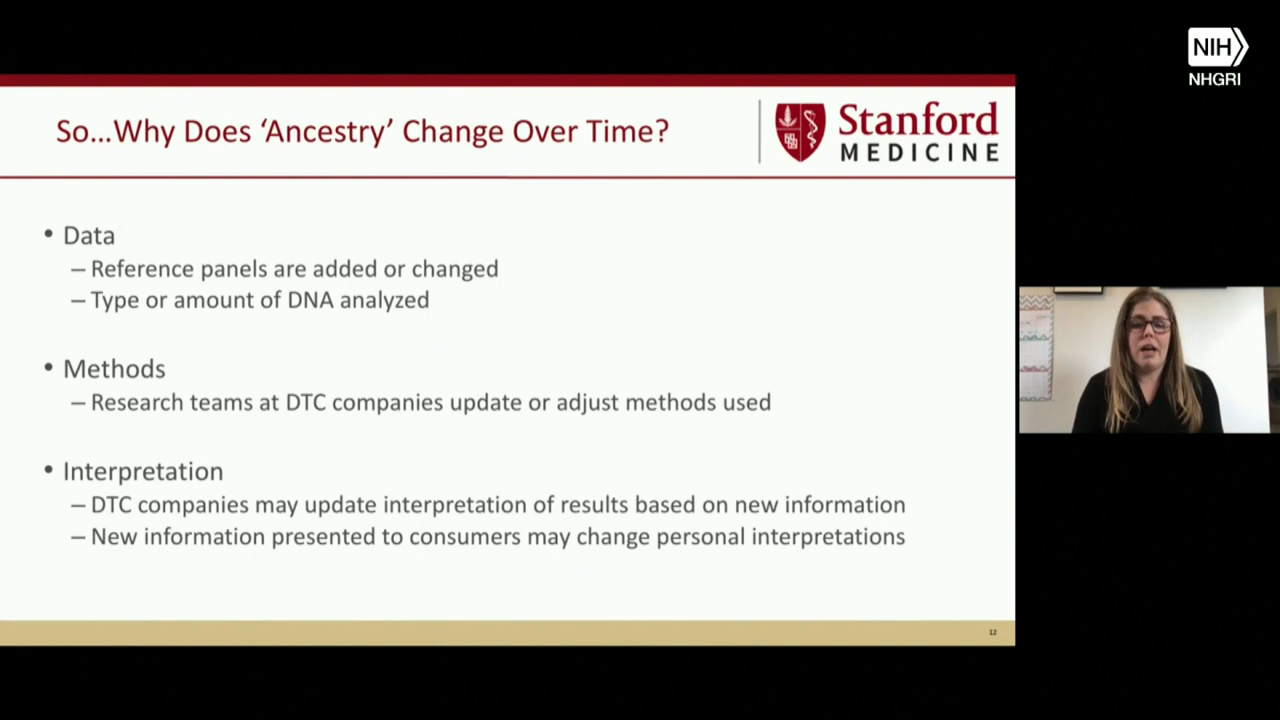 NIH
NHGRI
So...Why Does ‘Ancestry’ Change Over Time?
Stanford
MEDICINE
• Data
– Reference panels are added or changed
– Type or amount of DNA analyzed
• Methods
– Research teams at DTC companies update or adjust methods used
• Interpretation
– DTC companies may update interpretation of results based on new information
– New information presented to consumers may change personal interpretations
12